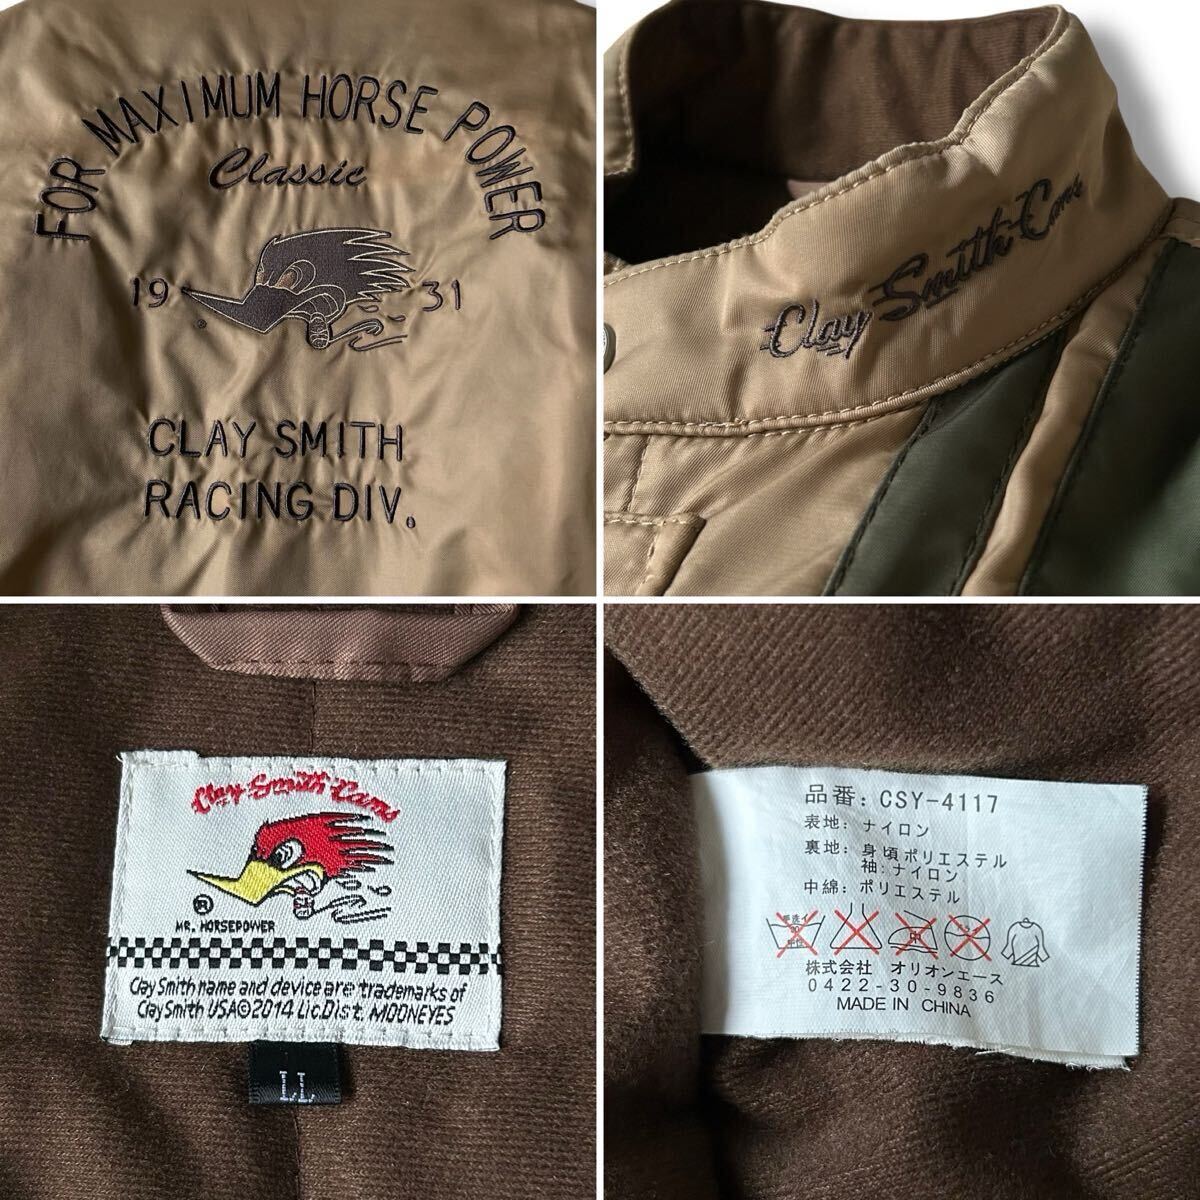 FOR MAXIMUM HORSE POWER
Classic
19 31
CLAY SMITH
RACING DIV.
Clay Smith Cams
Clay Smith Cams
®
MR. HORSEPOWER
Clay Smith name and device are trademarks of
Clay Smith USA©2014 Lic.Dist. MOONEYES
LL
品番: CSY-4117
表地: ナイロン
裏地: 身頃ポリエステル
袖:ナイロン
中綿: ポリエステル
株式会社 オリオンエース
0422-30-9836
MADE IN CHINA